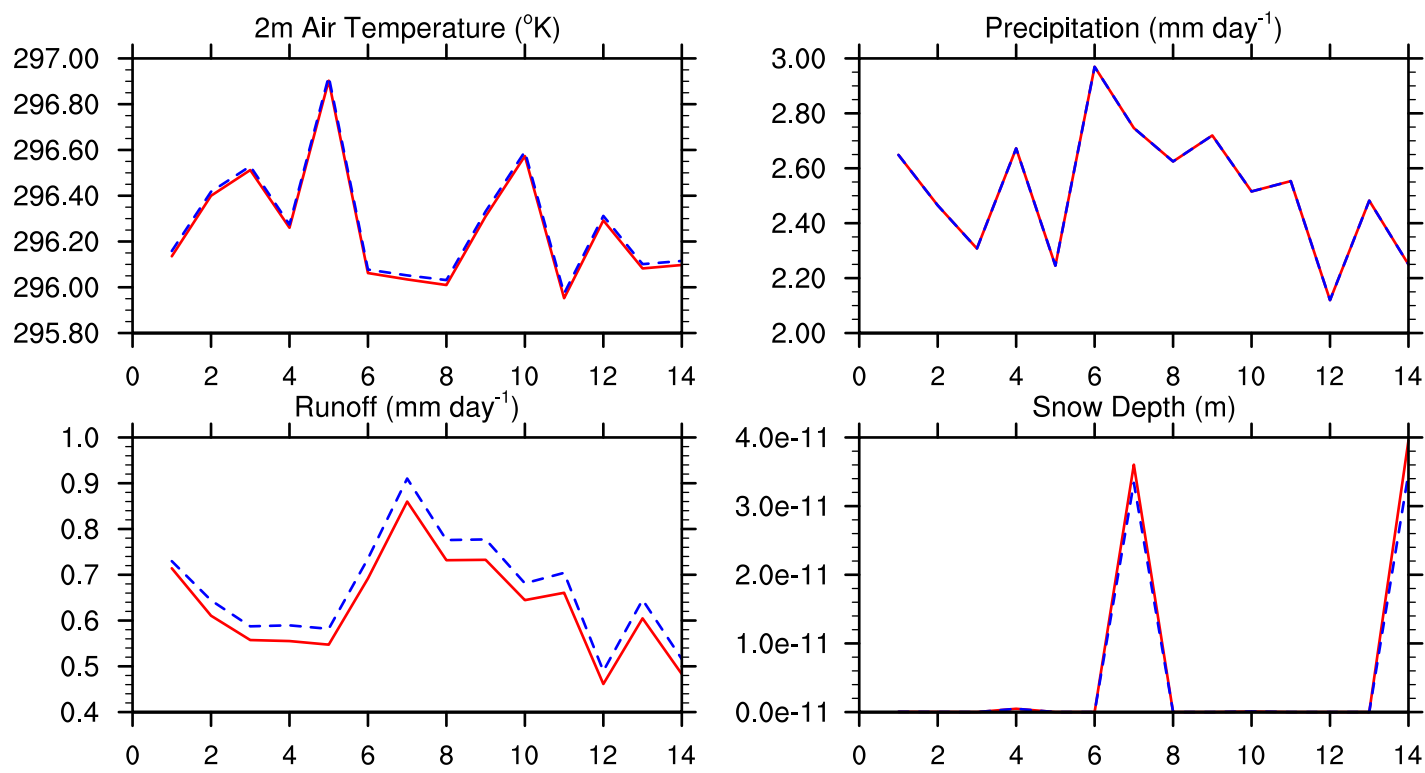 2m Air Temperature (°K)
297.00
296.80
296.60
296.40
296.20
296.00
295.80
0 2 4 6 8 10 12 14
Precipitation (mm day⁻¹)
3.00
2.80
2.60
2.40
2.20
2.00
0 2 4 6 8 10 12 14
Runoff (mm day⁻¹)
1.0
0.9
0.8
0.7
0.6
0.5
0.4
0 2 4 6 8 10 12 14
Snow Depth (m)
4.0e-11
3.0e-11
2.0e-11
1.0e-11
0.0e-11
0 2 4 6 8 10 12 14